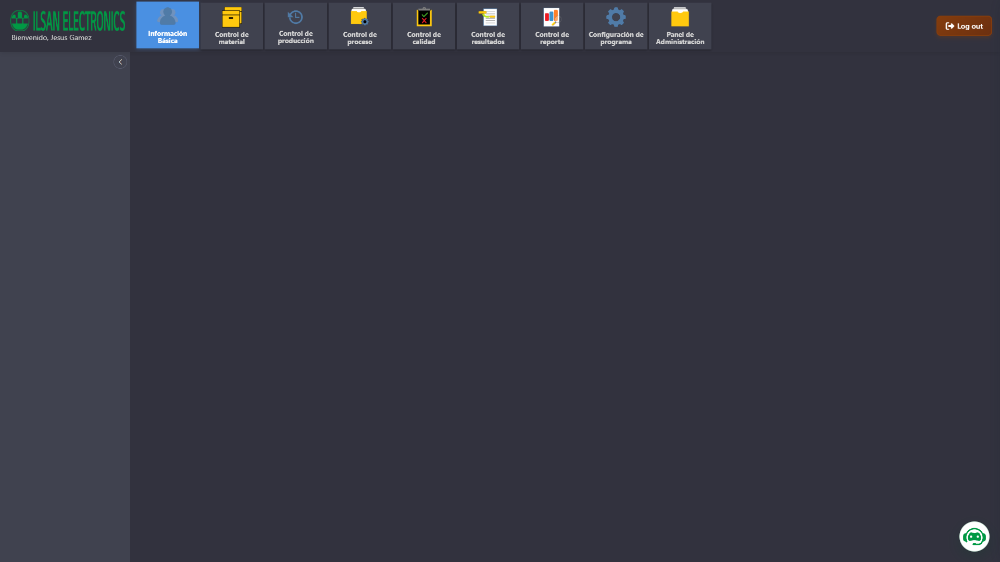 ILSAN ELECTRONICS
Bienvenido, Jesus Gamez
Información
Básica
Control de
material
Control de
producción
Control de
proceso
Control de
calidad
Control de
resultados
Control de
reporte
Configuración de
programa
Panel de
Administración
Log out